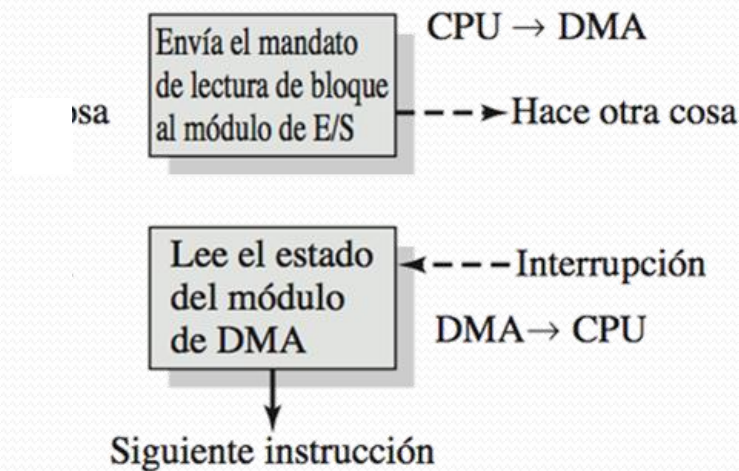 Envía el mandato
de lectura de bloque
al módulo de E/S
CPU → DMA
Hace otra cosa
Lee el estado
del módulo
de DMA
Interrupción
DMA→ CPU
Siguiente instrucción